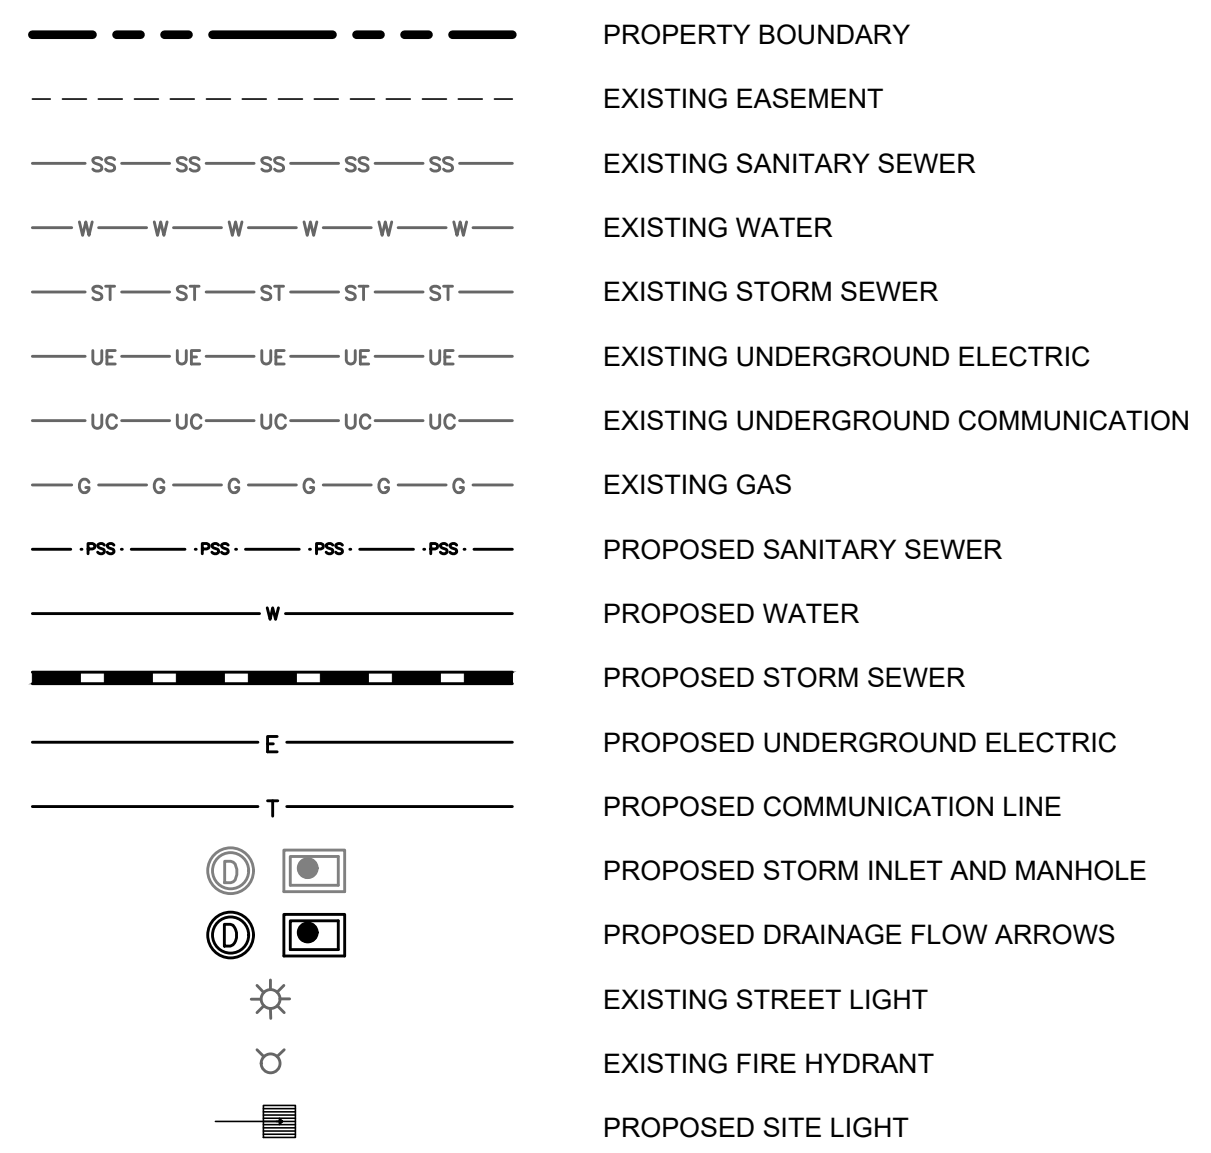 PROPERTY BOUNDARY
EXISTING EASEMENT
SS SS SS SS SS EXISTING SANITARY SEWER
W W W W W W EXISTING WATER
ST ST ST ST ST EXISTING STORM SEWER
UE UE UE UE UE EXISTING UNDERGROUND ELECTRIC
UC UC UC UC UC EXISTING UNDERGROUND COMMUNICATION
G G G G G G EXISTING GAS
PSS PSS PSS PSS PROPOSED SANITARY SEWER
W PROPOSED WATER
PROPOSED STORM SEWER
E PROPOSED UNDERGROUND ELECTRIC
T PROPOSED COMMUNICATION LINE
D PROPOSED STORM INLET AND MANHOLE
D PROPOSED DRAINAGE FLOW ARROWS
EXISTING STREET LIGHT
EXISTING FIRE HYDRANT
PROPOSED SITE LIGHT